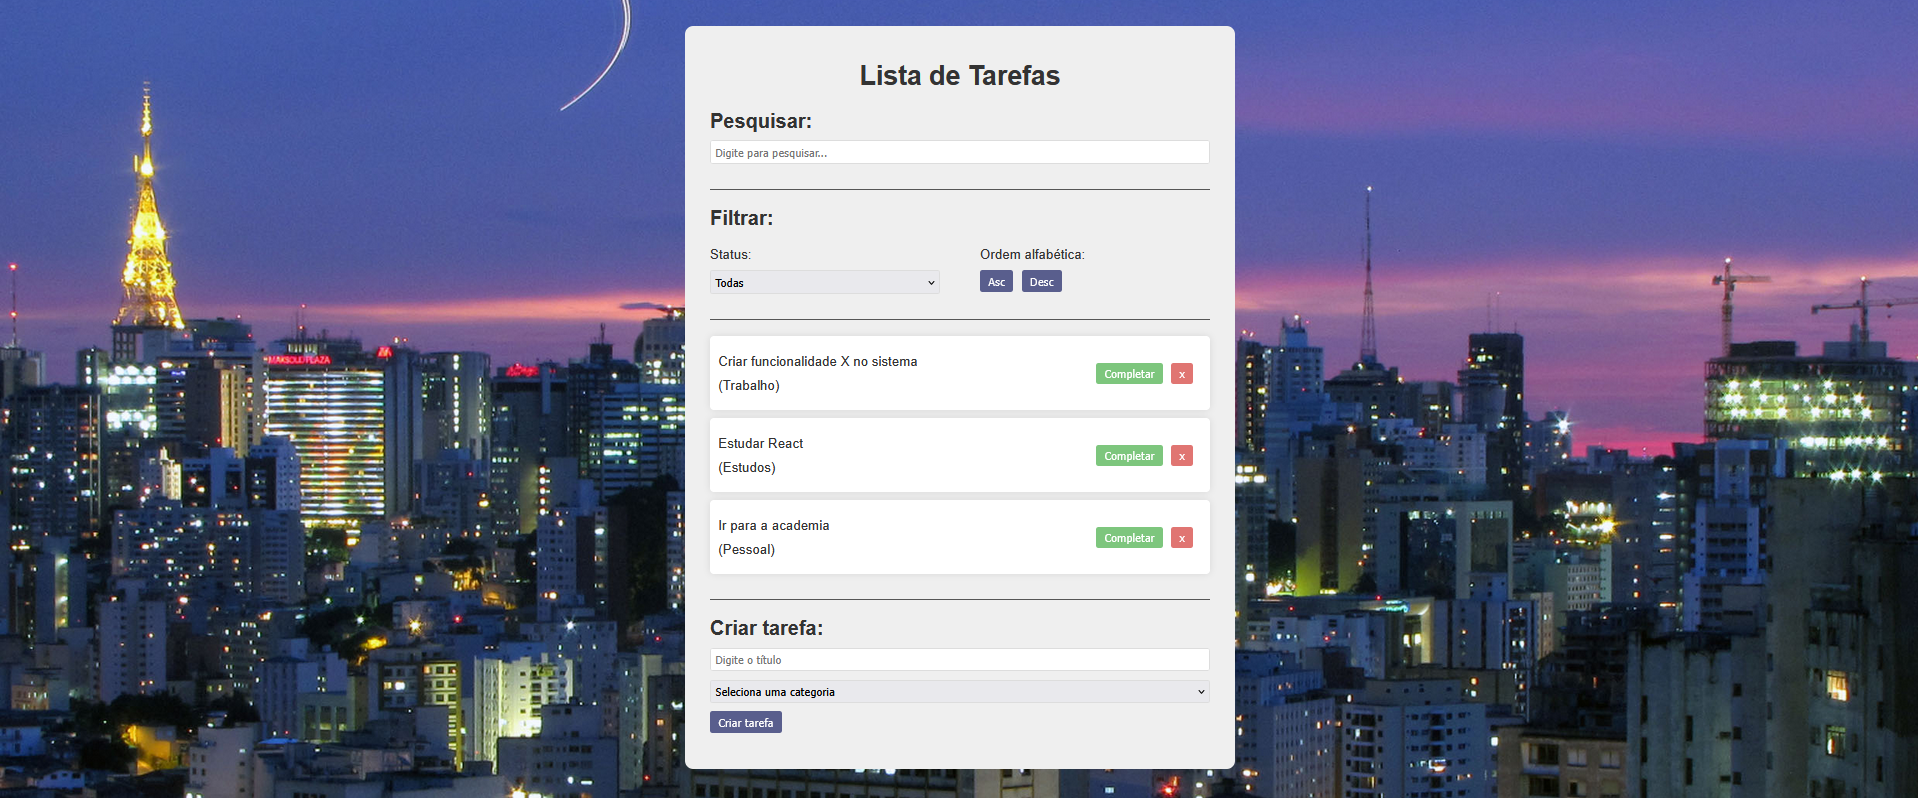 Lista de Tarefas
Pesquisar:
Digite para pesquisar...
Filtrar:
Status:
Ordem alfabética:
Todas
Asc
Desc
Criar funcionalidade X no sistema
(Trabalho)
Completar
x
Estudar React
(Estudos)
Completar
x
Ir para a academia
(Pessoal)
Completar
x
Criar tarefa:
Digite o título
Seleciona uma categoria
Criar tarefa
MAKSOUD PLAZA